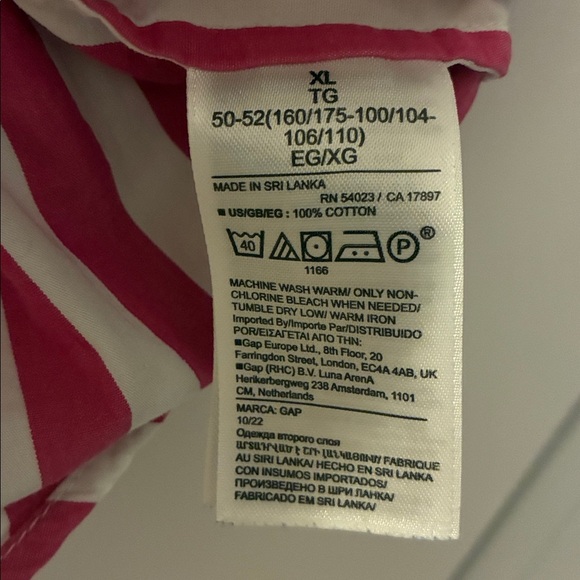 XL
TG
50-52(160/175-100/104-
106/110)
EG/XG
MADE IN SRI LANKA
RN 54023 / CA 17897
■ US/GB/EG : 100% COTTON
40 P ®
1166
MACHINE WASH WARM/ ONLY NON-
CHLORINE BLEACH WHEN NEEDED/
TUMBLE DRY LOW/ WARM IRON
Imported By/Importe Par/DISTRIBUIDO
POR/ΕΙΣΑΓΕΤΑΙ ΑΠΟ ΤΗΝ:
■Gap Europe Ltd., 8th Floor, 20
Farringdon Street, London, EC4A 4AB, UK
■Gap (RHC) B.V. Luna ArenA
Herikerbergweg 238 Amsterdam, 1101
CM, Netherlands
MARCA: GAP
10/22
Одежда второго слоя
ԱՐՏԱԴՐՎԱԾ Է ՇՐԻ ԼԱՆԿԱՅՈՒՄ/ FABRIQUE
AU SIRI LANKA/ HECHO EN SRI LANKA
CON INSUMOS IMPORTADOS/
ПРОИЗВЕДЕНО В ШРИ ЛАНКА/
FABRICADO EM SRI LANKA